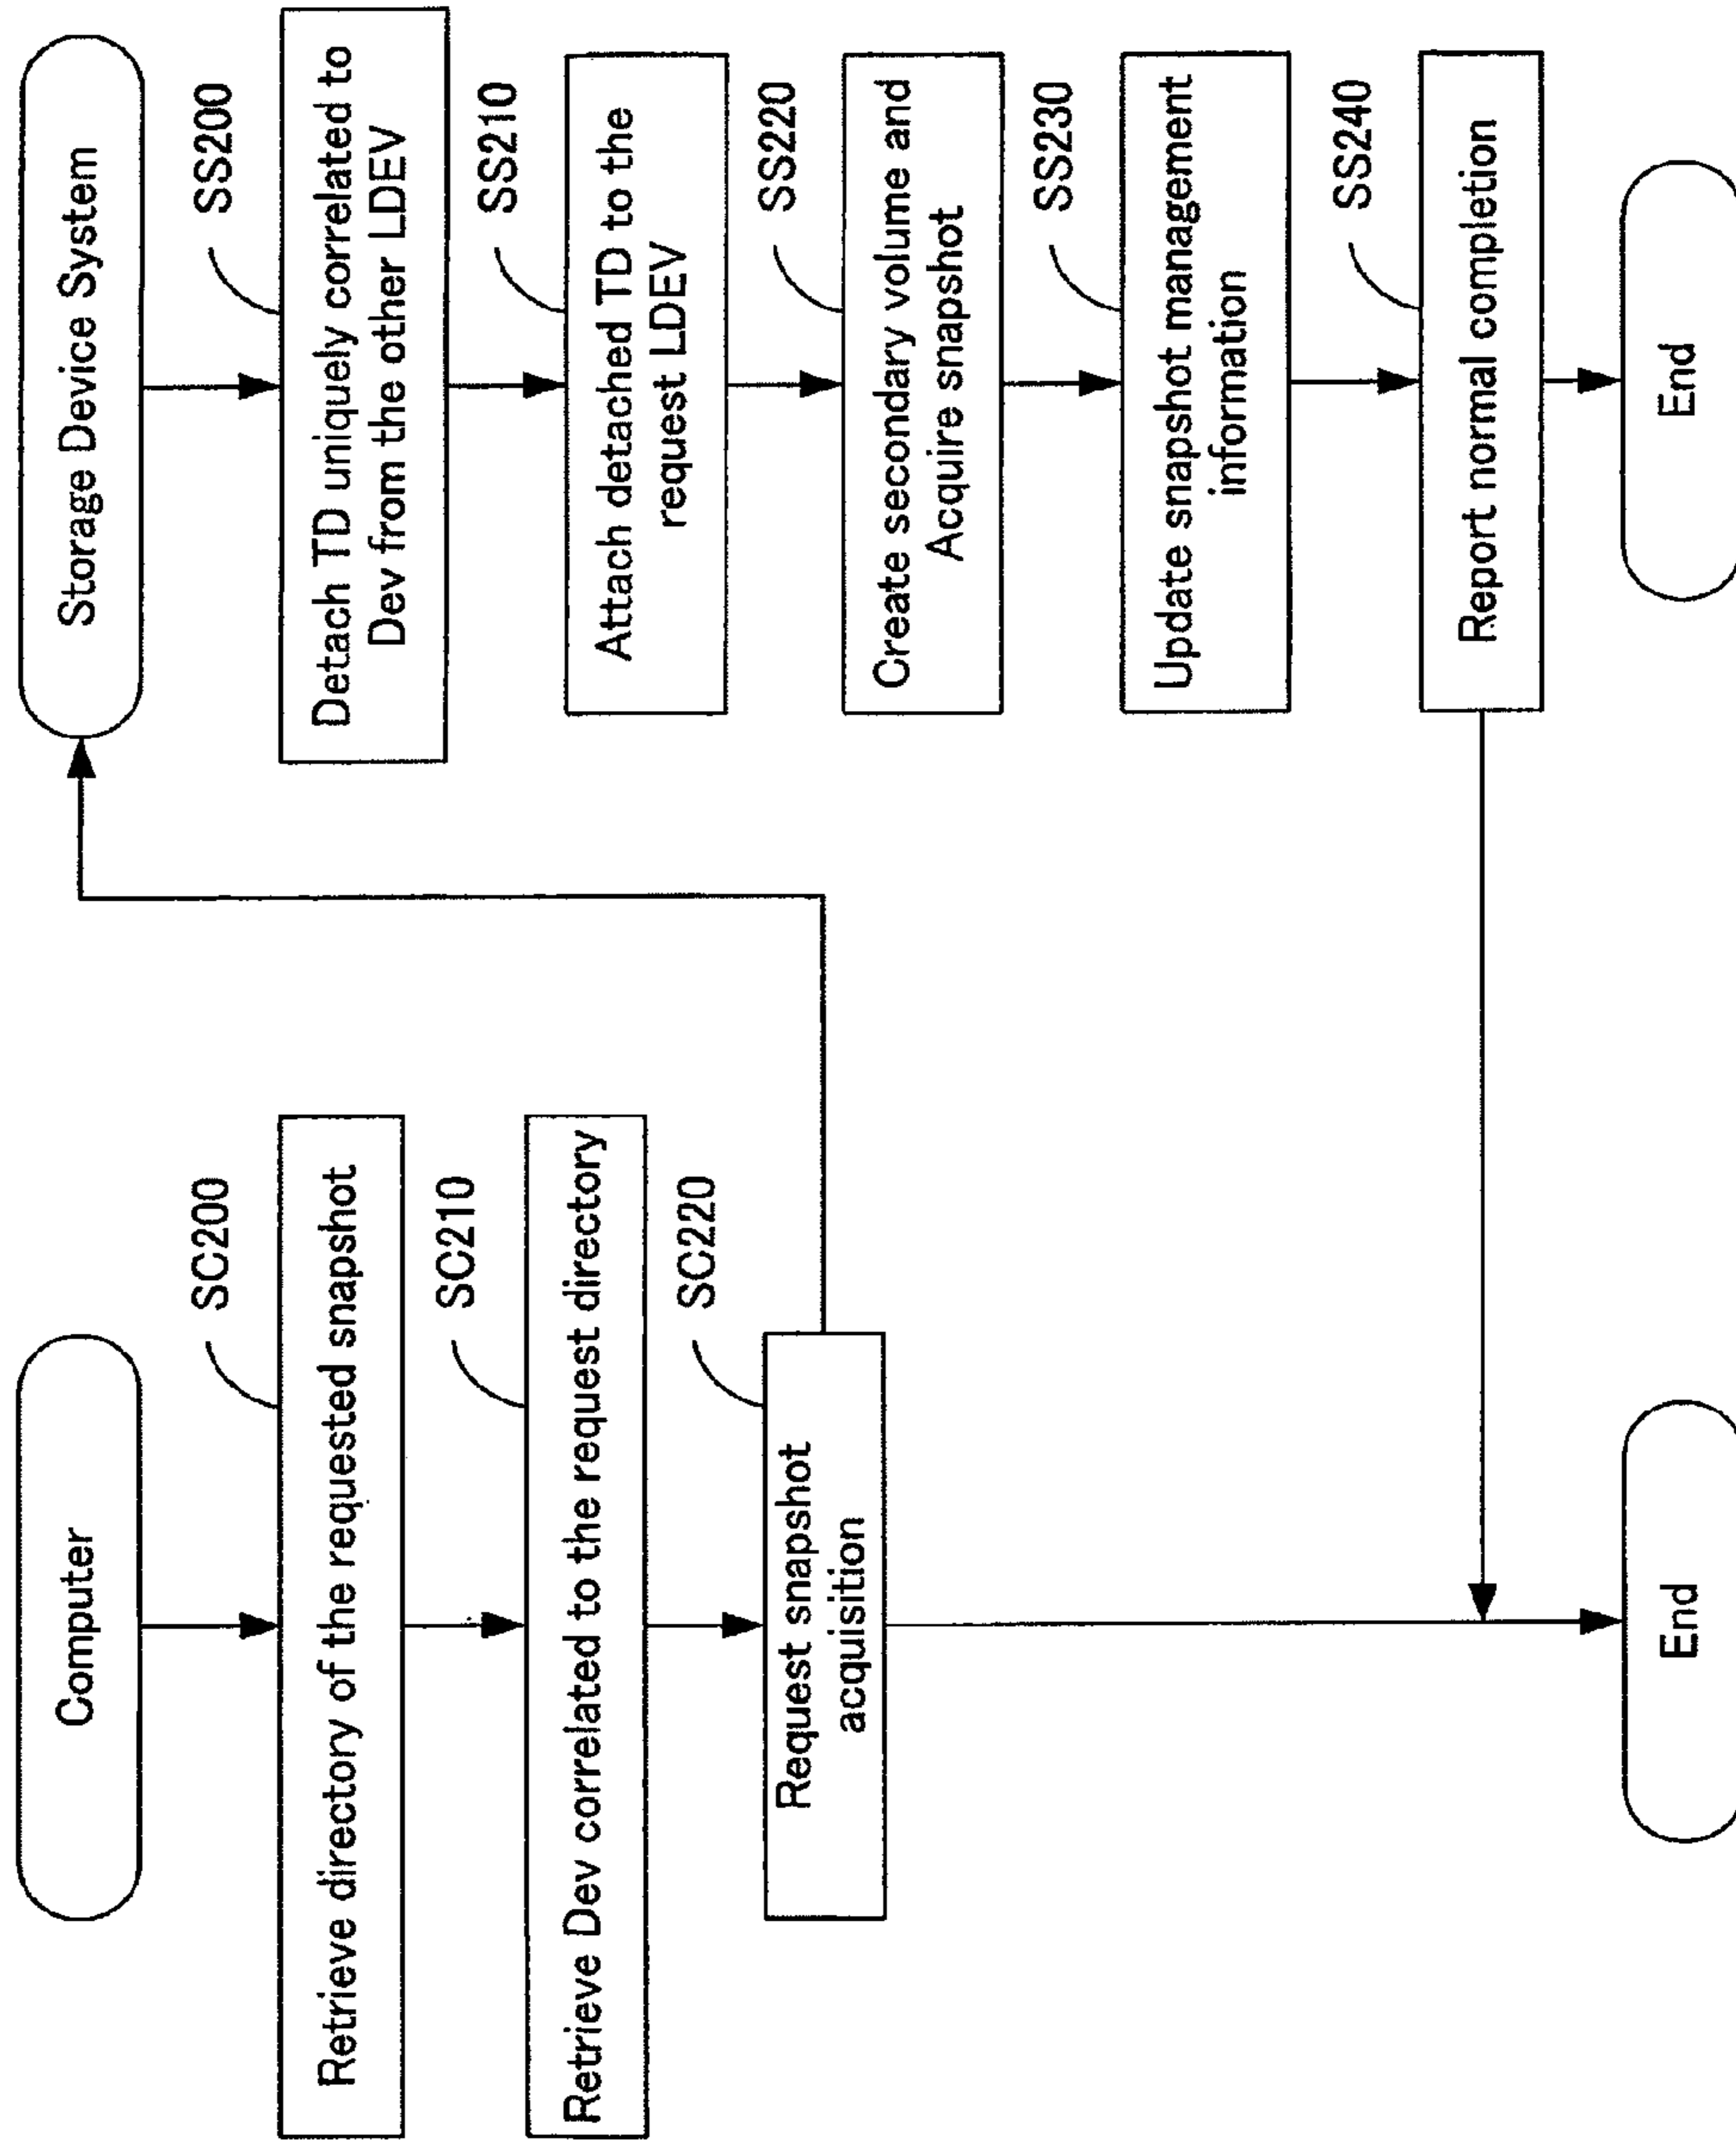 Computer
SC200
Retrieve directory of the requested snapshot
SC210
Retrieve Dev correlated to the request directory
SC220
Request snapshot
acquisition
End
Storage Device System
SS200
Detach TD uniquely correlated to
Dev from the other LDEV
SS210
Attach detached TD to the
request LDEV
SS220
Create secondary volume and
Acquire snapshot
SS230
Update snapshot management
information
SS240
Report normal completion
End